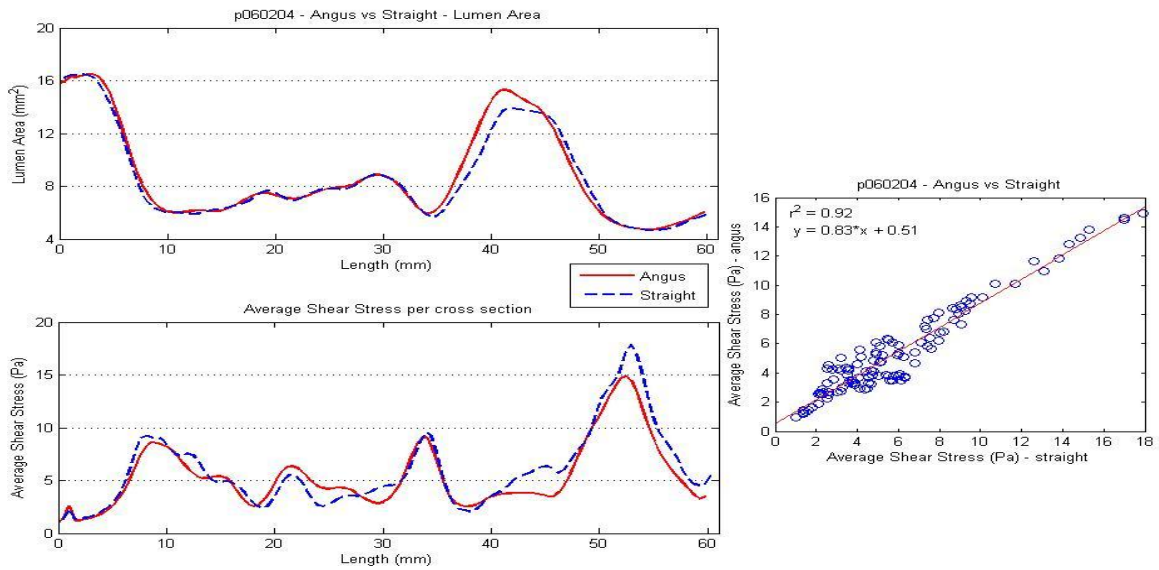 p060204 - Angus vs Straight - Lumen Area
20
16
12
8
4
Lumen Area (mm²)
0 10 20 30 40 50 60
Length (mm)
Angus
Straight
Average Shear Stress per cross section
20
15
10
5
0
Average Shear Stress (Pa)
0 10 20 30 40 50 60
Length (mm)
p060204 - Angus vs Straight
r² = 0.92
y = 0.83*x + 0.51
16
14
12
10
8
6
4
2
0
Average Shear Stress (Pa) - angus
0 2 4 6 8 10 12 14 16 18
Average Shear Stress (Pa) - straight